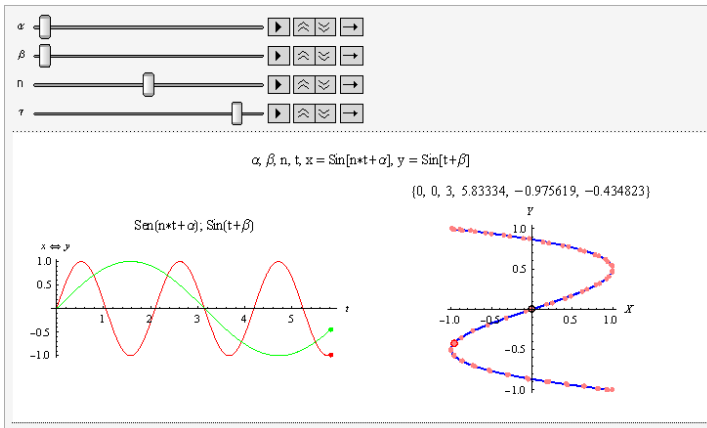 α
β
n
τ
α, β, n, t, x = Sin[n*t+α], y = Sin[t+β]
{0, 0, 3, 5.83334, −0.975619, −0.434823}
Sen(n*t+α); Sin(t+β)
x ⇔ y
1.0
0.5
−0.5
−1.0
1
2
3
4
5
t
Y
1.0
0.5
−0.5
−1.0
-1.0
-0.5
0.5
1.0
X